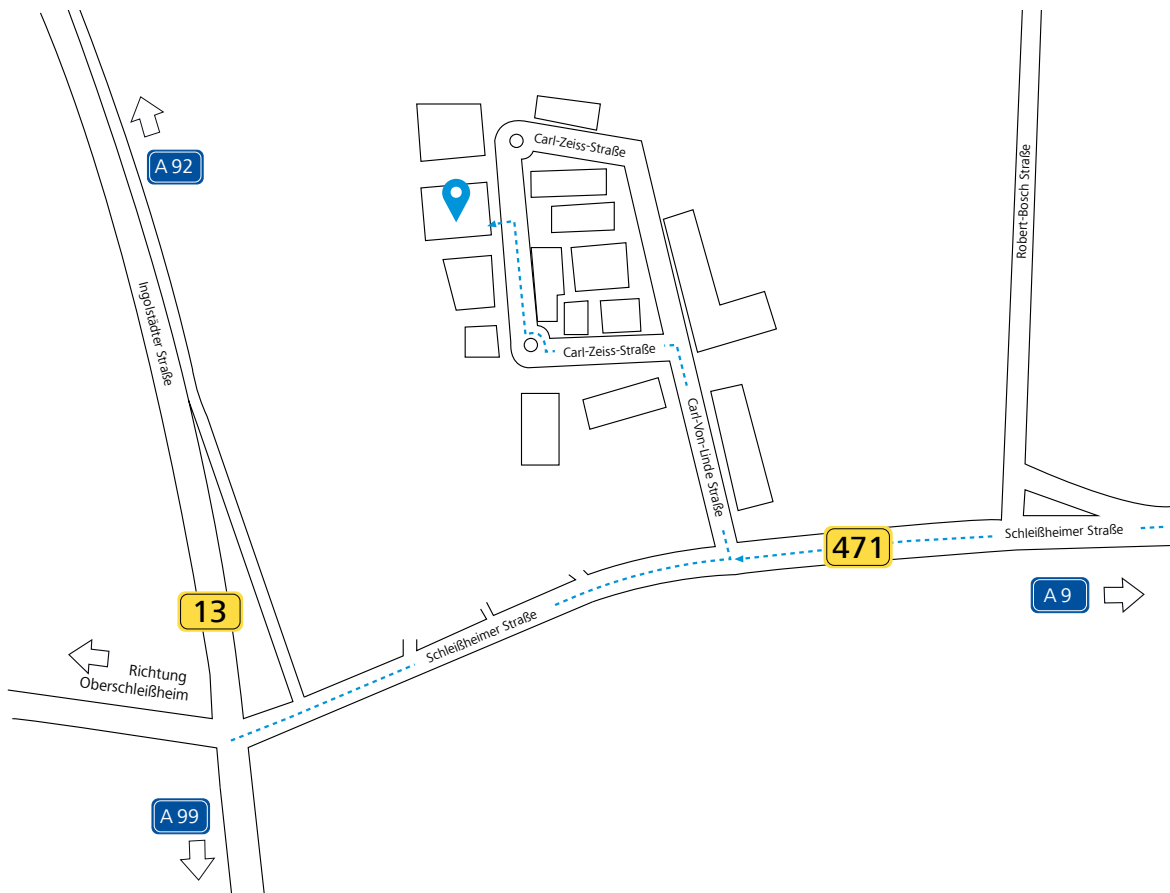 Carl-Zeiss-Straße
A 92
Robert-Bosch Straße
Ingolstädter Straße
Carl-Zeiss-Straße
Carl-Von-Linde Straße
Schleißheimer Straße
471
A 9
13
Schleißheimer Straße
Richtung
Oberschleißheim
A 99